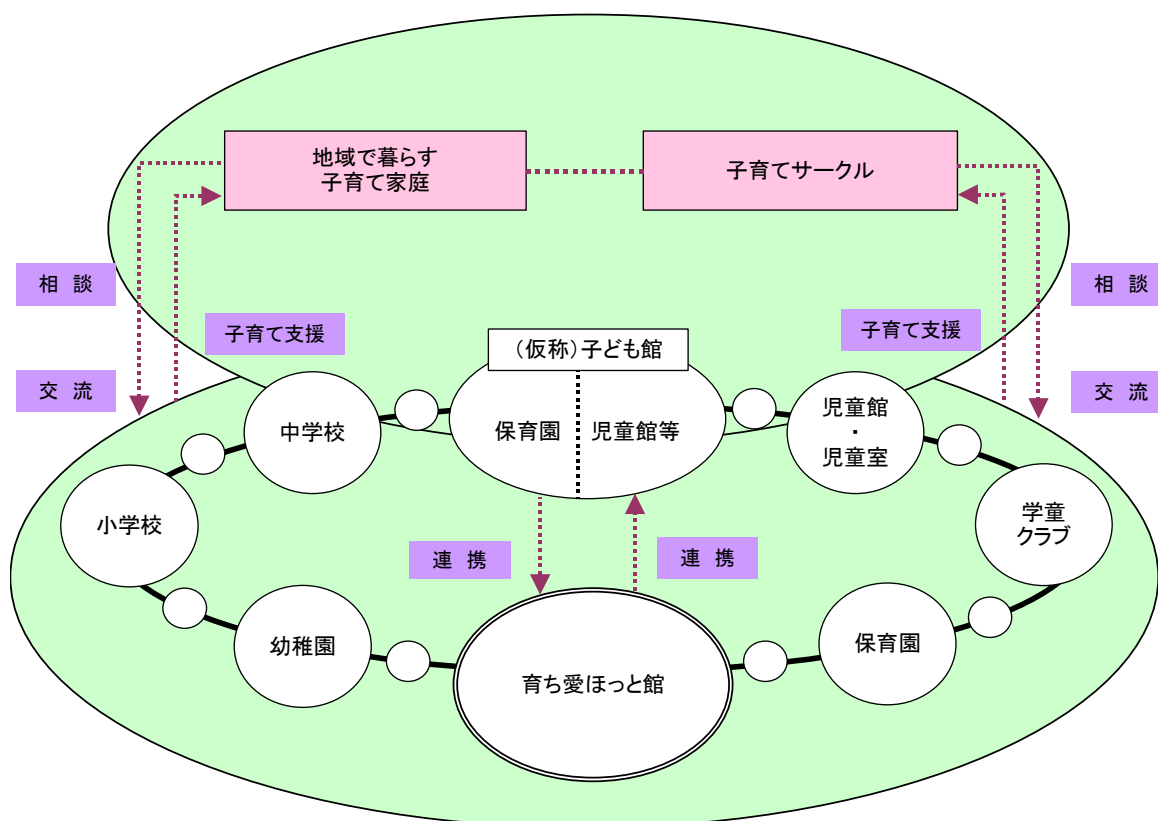 地域で暮らす
子育て家庭
子育てサークル
相 談
相 談
子育て支援
子育て支援
(仮称)子ども館
交 流
交 流
中学校
保育園
児童館等
児童館
・
児童室
小学校
学童
クラブ
連 携
連 携
幼稚園
保育園
育ち愛ほっと館